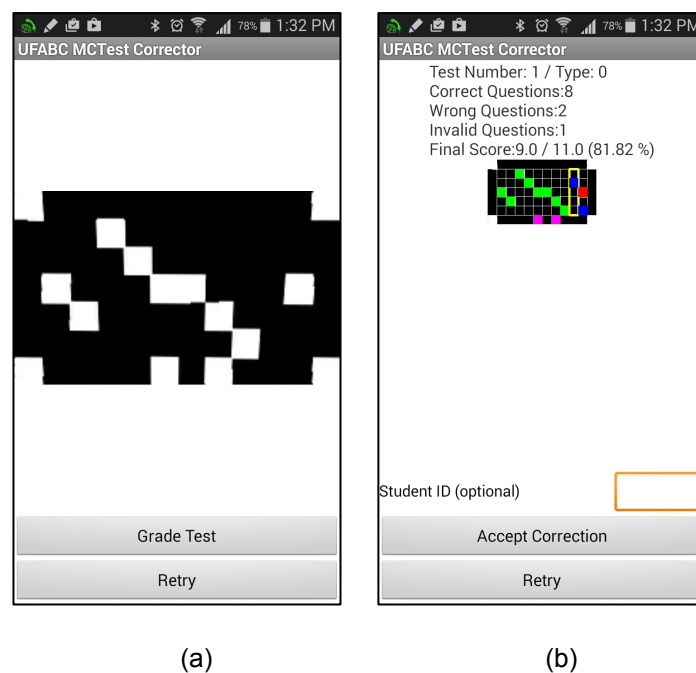 78% 1:32 PM
UFABC MCTest Corrector
Grade Test
Retry
(a)
78% 1:32 PM
UFABC MCTest Corrector
Test Number: 1 / Type: 0
Correct Questions:8
Wrong Questions:2
Invalid Questions:1
Final Score:9.0 / 11.0 (81.82 %)
Student ID (optional)
Accept Correction
Retry
(b)